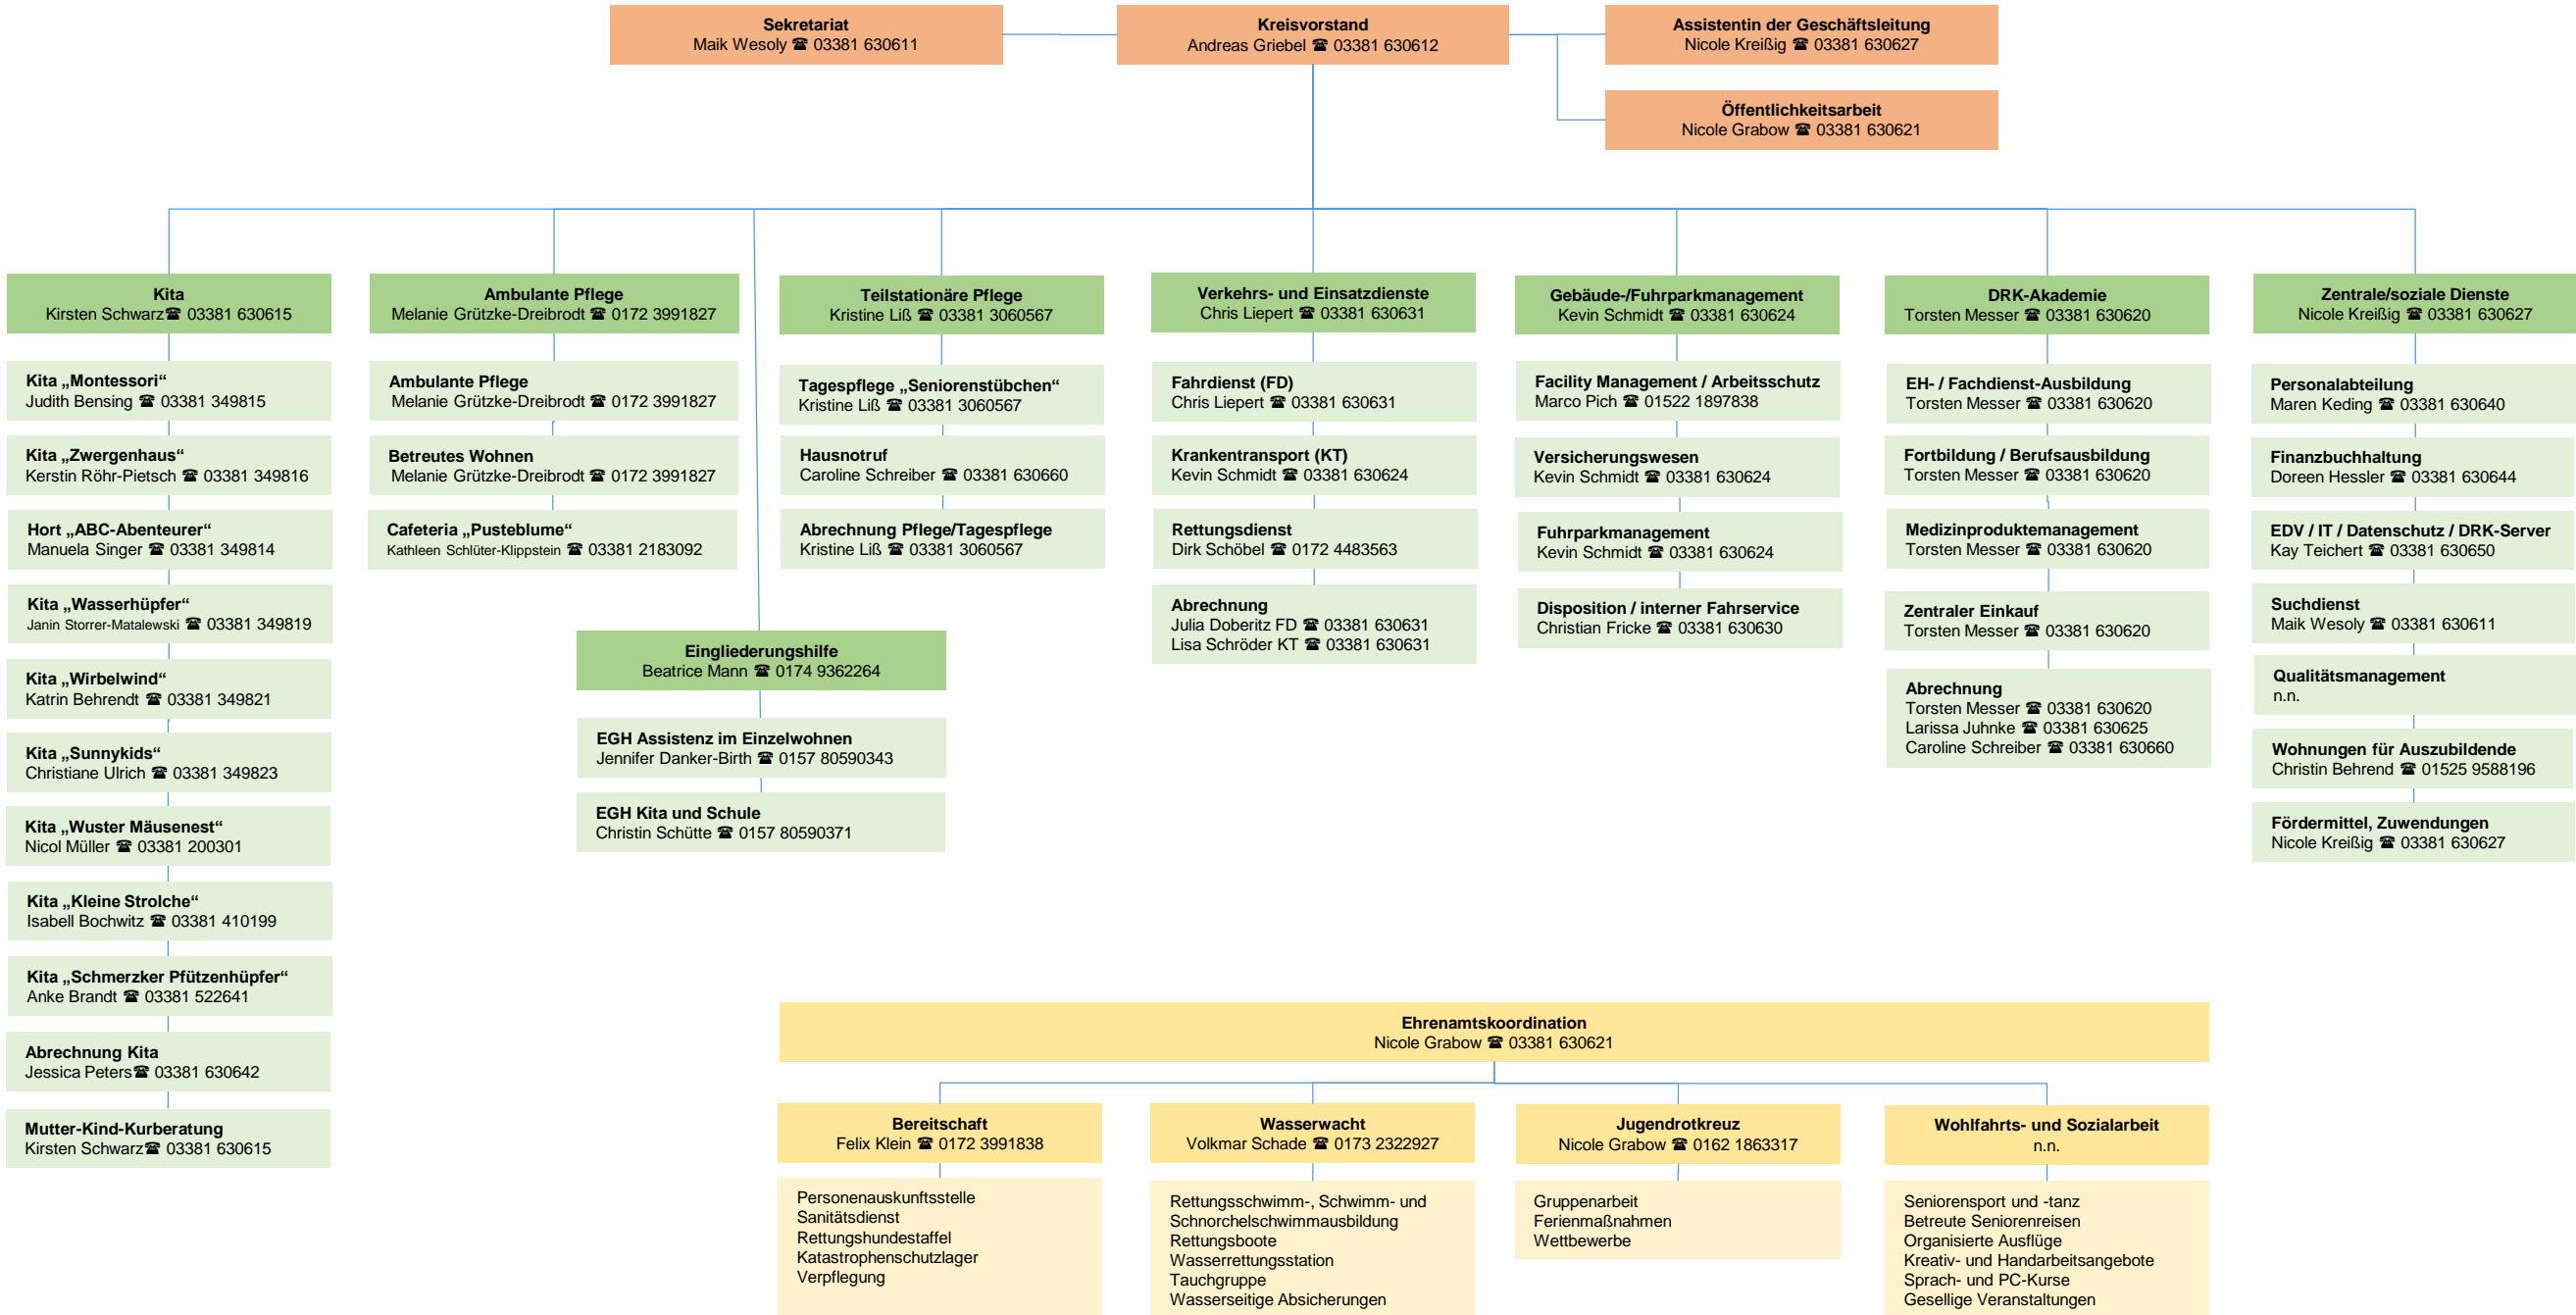 Sekretariat
Maik Wesoly ☎ 03381 630611
Kreisvorstand
Andreas Griebel ☎ 03381 630612
Assistentin der Geschäftsleitung
Nicole Kreißig ☎ 03381 630627
Öffentlichkeitsarbeit
Nicole Grabow ☎ 03381 630621
Kita
Kirsten Schwarz☎ 03381 630615
Kita „Montessori“
Judith Bensing ☎ 03381 349815
Kita „Zwergenhaus“
Kerstin Röhr-Pietsch ☎ 03381 349816
Hort „ABC-Abenteurer“
Manuela Singer ☎ 03381 349814
Kita „Wasserhüpfer“
Janin Storrer-Matalewski ☎ 03381 349819
Kita „Wirbelwind“
Katrin Behrendt ☎ 03381 349821
Kita „Sunnykids“
Christiane Ulrich ☎ 03381 349823
Kita „Wuster Mäusenest“
Nicol Müller ☎ 03381 200301
Kita „Kleine Strolche“
Isabell Bochwitz ☎ 03381 410199
Kita „Schmerzker Pfützenhüpfer“
Anke Brandt ☎ 03381 522641
Abrechnung Kita
Jessica Peters☎ 03381 630642
Mutter-Kind-Kurberatung
Kirsten Schwarz☎ 03381 630615
Ambulante Pflege
Melanie Grützke-Dreibrodt ☎ 0172 3991827
Ambulante Pflege
Melanie Grützke-Dreibrodt ☎ 0172 3991827
Betreutes Wohnen
Melanie Grützke-Dreibrodt ☎ 0172 3991827
Cafeteria „Pusteblume“
Kathleen Schlüter-Klippstein ☎ 03381 2183092
Eingliederungshilfe
Beatrice Mann ☎ 0174 9362264
EGH Assistenz im Einzelwohnen
Jennifer Danker-Birth ☎ 0157 80590343
EGH Kita und Schule
Christin Schütte ☎ 0157 80590371
Teilstationäre Pflege
Kristine Liß ☎ 03381 3060567
Tagespflege „Seniorenstübchen“
Kristine Liß ☎ 03381 3060567
Hausnotruf
Caroline Schreiber ☎ 03381 630660
Abrechnung Pflege/Tagespflege
Kristine Liß ☎ 03381 3060567
Verkehrs- und Einsatzdienste
Chris Liepert ☎ 03381 630631
Fahrdienst (FD)
Chris Liepert ☎ 03381 630631
Krankentransport (KT)
Kevin Schmidt ☎ 03381 630624
Rettungsdienst
Dirk Schöbel ☎ 0172 4483563
Abrechnung
Julia Doberitz FD ☎ 03381 630631
Lisa Schröder KT ☎ 03381 630631
Gebäude-/Fuhrparkmanagement
Kevin Schmidt ☎ 03381 630624
Facility Management / Arbeitsschutz
Marco Pich ☎ 01522 1897838
Versicherungswesen
Kevin Schmidt ☎ 03381 630624
Fuhrparkmanagement
Kevin Schmidt ☎ 03381 630624
Disposition / interner Fahrservice
Christian Fricke ☎ 03381 630630
DRK-Akademie
Torsten Messer ☎ 03381 630620
EH- / Fachdienst-Ausbildung
Torsten Messer ☎ 03381 630620
Fortbildung / Berufsausbildung
Torsten Messer ☎ 03381 630620
Medizinproduktemanagement
Torsten Messer ☎ 03381 630620
Zentraler Einkauf
Torsten Messer ☎ 03381 630620
Abrechnung
Torsten Messer ☎ 03381 630620
Larissa Juhnke ☎ 03381 630625
Caroline Schreiber ☎ 03381 630660
Zentrale/soziale Dienste
Nicole Kreißig ☎ 03381 630627
Personalabteilung
Maren Keding ☎ 03381 630640
Finanzbuchhaltung
Doreen Hessler ☎ 03381 630644
EDV / IT / Datenschutz / DRK-Server
Kay Teichert ☎ 03381 630650
Suchdienst
Maik Wesoly ☎ 03381 630611
Qualitätsmanagement
n.n.
Wohnungen für Auszubildende
Christin Behrend ☎ 01525 9588196
Fördermittel, Zuwendungen
Nicole Kreißig ☎ 03381 630627
Ehrenamtskoordination
Nicole Grabow ☎ 03381 630621
Bereitschaft
Felix Klein ☎ 0172 3991838
Personenauskunftsstelle
Sanitätsdienst
Rettungshundestaffel
Katastrophenschutzlager
Verpflegung
Wasserwacht
Volkmar Schade ☎ 0173 2322927
Rettungsschwimm-, Schwimm- und
Schnorchelschwimmausbildung
Rettungsboote
Wasserrettungsstation
Tauchgruppe
Wasserseitige Absicherungen
Jugendrotkreuz
Nicole Grabow ☎ 0162 1863317
Gruppenarbeit
Ferienmaßnahmen
Wettbewerbe
Wohlfahrts- und Sozialarbeit
n.n.
Seniorensport und -tanz
Betreute Seniorenreisen
Organisierte Ausflüge
Kreativ- und Handarbeitsangebote
Sprach- und PC-Kurse
Gesellige Veranstaltungen